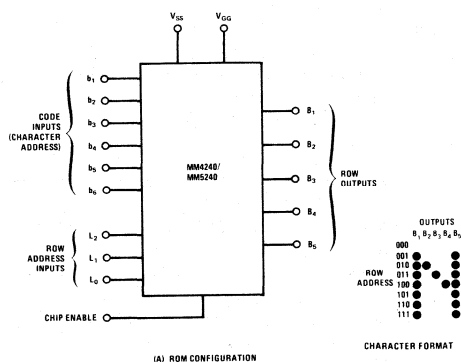 VSS VGG
b1
b2
b3
b4
b5
b6
CODE
INPUTS
(CHARACTER
ADDRESS)
MM4240/
MM5240
B1
B2
B3
B4
B5
ROW
OUTPUTS
L2
L1
L0
ROW
ADDRESS
INPUTS
CHIP ENABLE
OUTPUTS
B1 B2 B3 B4 B5
000
001
010
011
100
101
110
111
ROW
ADDRESS
CHARACTER FORMAT
(A) ROM CONFIGURATION